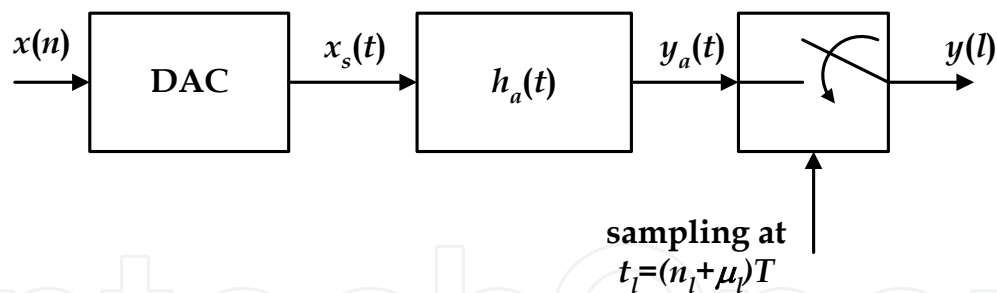 x(n)
DAC
x_s(t)
h_a(t)
y_a(t)
y(l)
sampling at
t_l=(n_l+μ_l)T